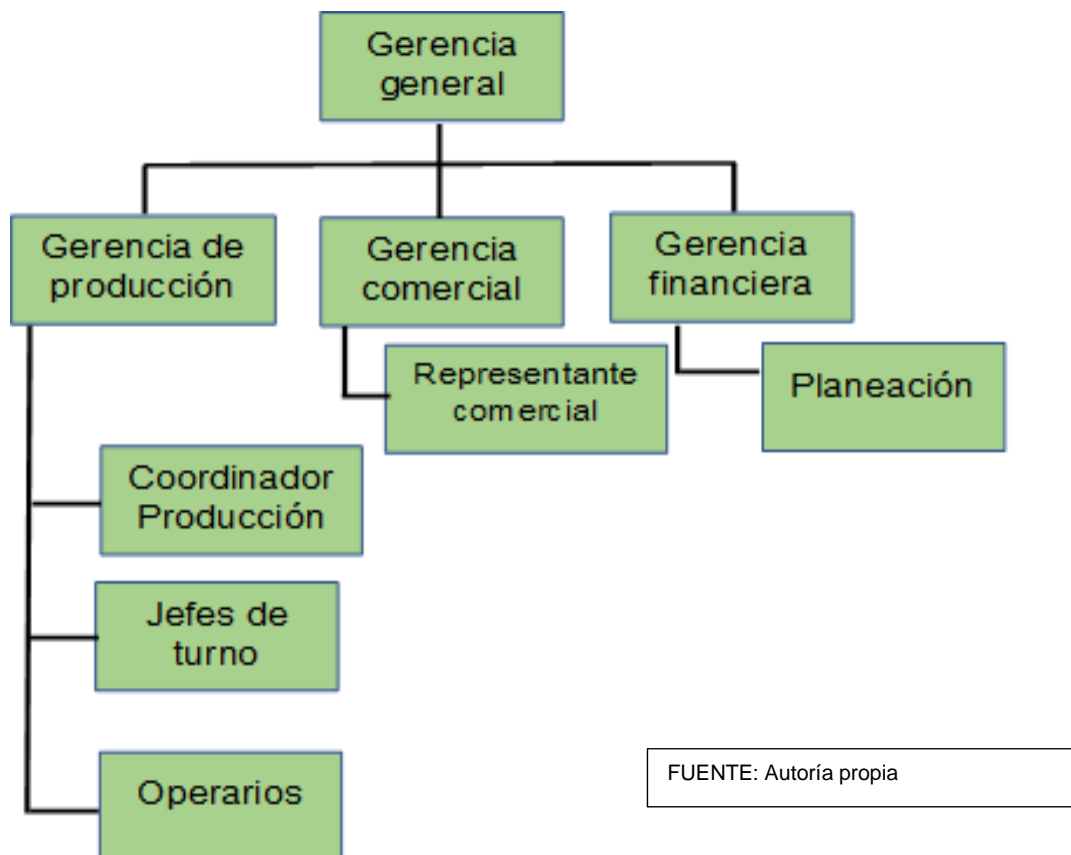 Gerencia
general
Gerencia de
producción
Gerencia
comercial
Gerencia
financiera
Representante
comercial
Planeación
Coordinador
Producción
Jefes de
turno
Operarios
FUENTE: Autoría propia